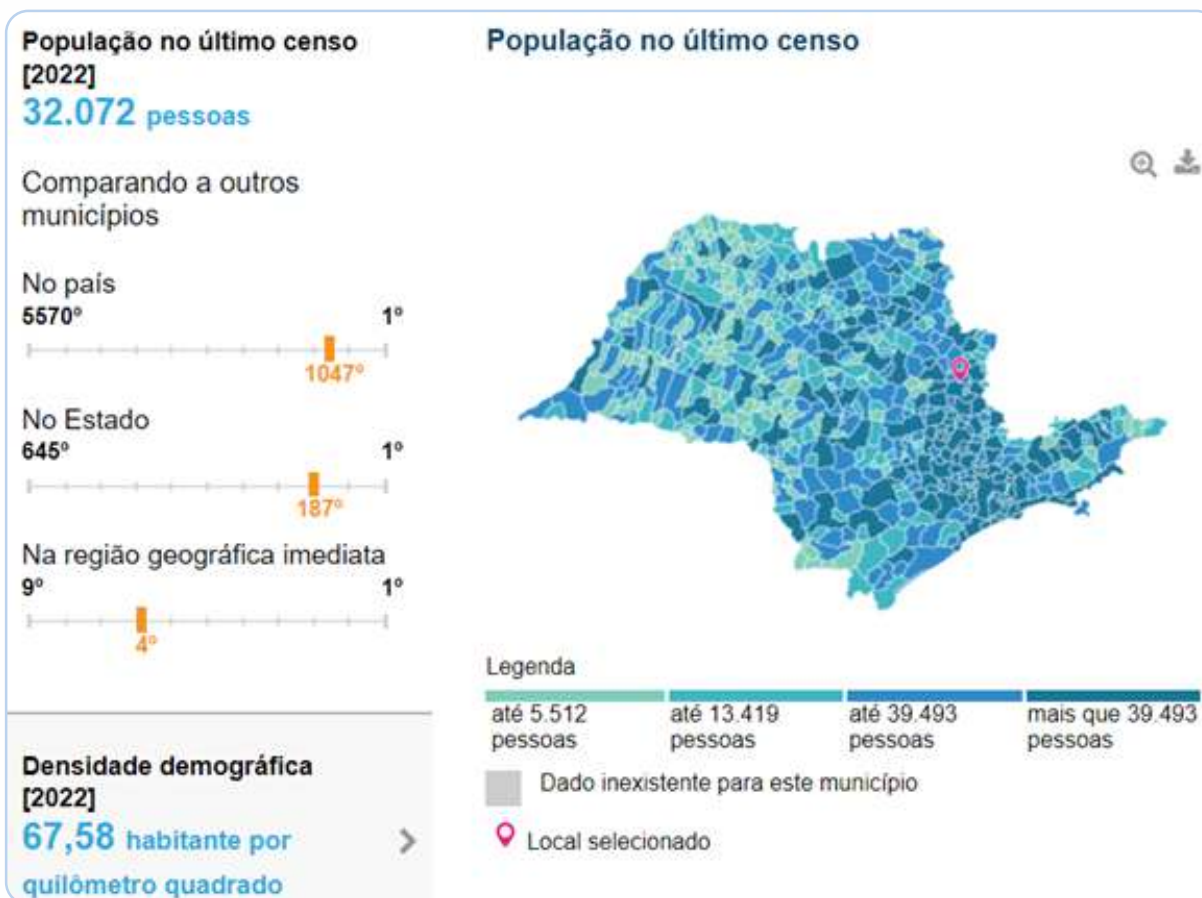 População no último censo
[2022]
32.072 pessoas
Comparando a outros
municípios
No país
5570º 1º
1047º
No Estado
645º 1º
187º
Na região geográfica imediata
9º 1º
4º
Densidade demográfica
[2022]
67,58 habitante por
quilômetro quadrado
População no último censo
Legenda
até 5.512
pessoas
até 13.419
pessoas
até 39.493
pessoas
mais que 39.493
pessoas
Dado inexistente para este município
Local selecionado